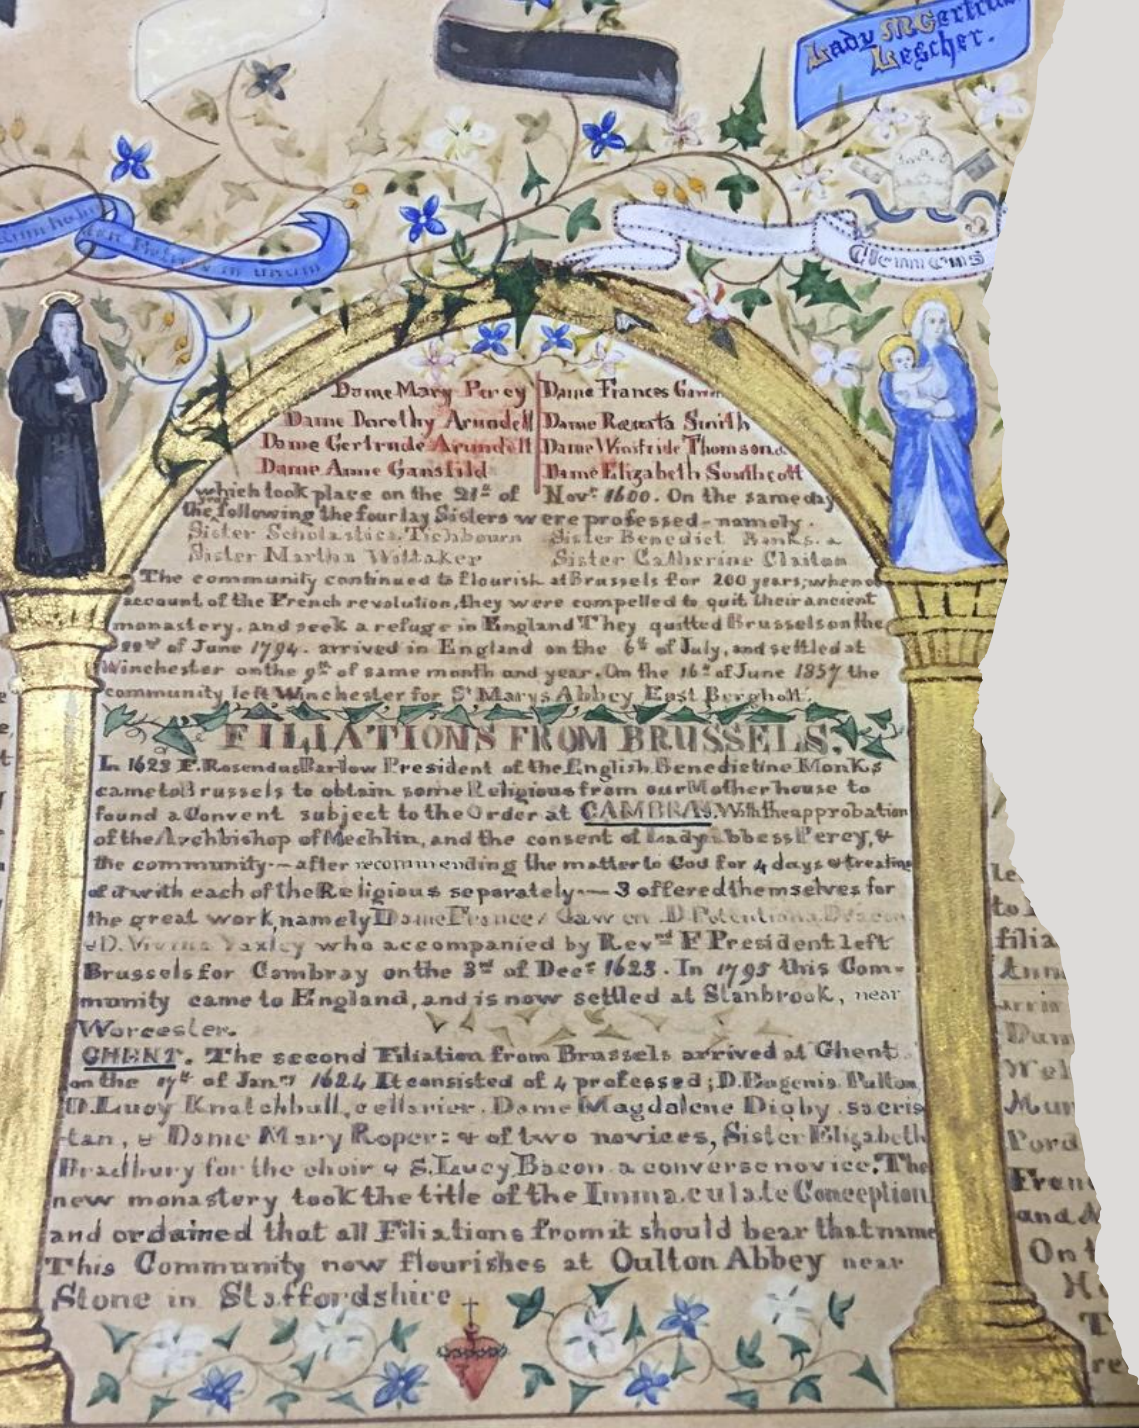 Lady M Gertrude
Lescher.
Clemens
Dame Mary Percy Dame Frances
Dame Dorothy Arundell Dame Renata Smith
Dame Gertrude Arundell Dame Winifride Thomson
Dame Anne Gansfild Dame Elizabeth Southcott
which took place on the 21st of Novr 1600. On the same day
the following the four lay Sisters were professed - namely.
Sister Scholastica Tichbourn Sister Benedict Banks. &
Sister Martha Wittaker Sister Catherine Claiton
The community continued to flourish at Brussels for 200 years; when on
account of the French revolution, they were compelled to quit their ancient
monastery, and seek a refuge in England They quitted Brussels on the
22nd of June 1794. arrived in England on the 6th of July, and settled at
Winchester on the 9th of same month and year. On the 16th of June 1857 the
community left Winchester for St Marys Abbey East Bergholt.
FILIATIONS FROM BRUSSELS.
In 1623 F. Rosendus Barlow President of the English Benedictine Monks
came to Brussels to obtain some Religious from our Mother house to
found a Convent subject to the Order at CAMBRAY. With the approbation
of the Archbishop of Mechlin, and the consent of Lady Abbess Percy, &
the community — after recommending the matter to God for 4 days & treating
of it with each of the Religious separately — 3 offered themselves for
the great work, namely Dame France/ Gawen. D. Potentiana Deacon
& D. Viviena Yaxley who accompanied by Revnd F President left
Brussels for Cambray on the 3rd of Decr 1623. In 1795 this Com-
munity came to England, and is now settled at Stanbrook, near
Worcester.
GHENT. The second Filiation from Brussels arrived at Ghent
on the 17th of Jany 1624 It consisted of 4 professed; D. Eugenia Pulton
D. Lucy Knatchbull, cellarier. Dame Magdalene Digby. sacris
-tan, & Dame Mary Roper: & of two novices, Sister Elizabeth
Bradbury for the choir & S. Lucy Bacon a converse novice. The
new monastery took the title of the Immaculate Conception
and ordained that all Filiations from it should bear that name
This Community now flourishes at Oulton Abbey near
Stone in Staffordshire